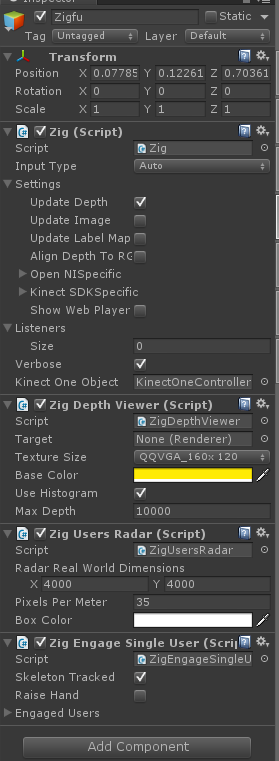 Inspector
Zigfu Static
Tag Untagged Layer Default
Transform
Position X 0.07785 Y 0.12261 Z 0.70361
Rotation X 0 Y 0 Z 0
Scale X 1 Y 1 Z 1
Zig (Script)
Script Zig
Input Type Auto
Settings
Update Depth
Update Image
Update Label Map
Align Depth To RG
Open NISpecific
Kinect SDKSpecific
Show Web Player
Listeners
Size 0
Verbose
Kinect One Object KinectOneController
Zig Depth Viewer (Script)
Script ZigDepthViewer
Target None (Renderer)
Texture Size QQVGA_160x 120
Base Color
Use Histogram
Max Depth 10000
Zig Users Radar (Script)
Script ZigUsersRadar
Radar Real World Dimensions
X 4000 Y 4000
Pixels Per Meter 35
Box Color
Zig Engage Single User (Scrip
Script ZigEngageSingleU
Skeleton Tracked
Raise Hand
Engaged Users
Add Component